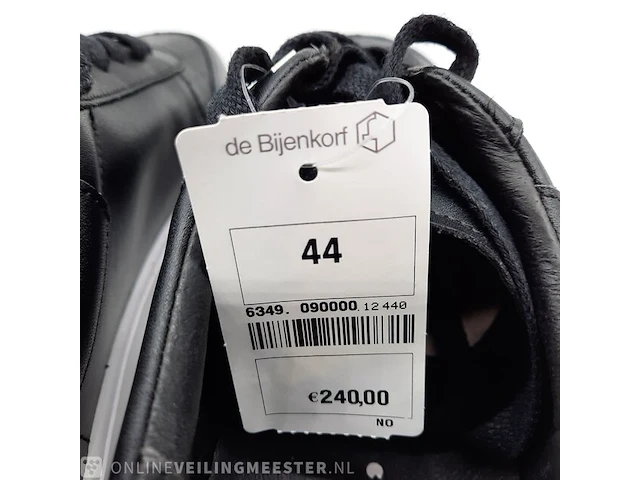 de Bijenkorf
44
6349. 090000.12440
€240,00
NO
ONLINEVEILINGMEESTER.NL